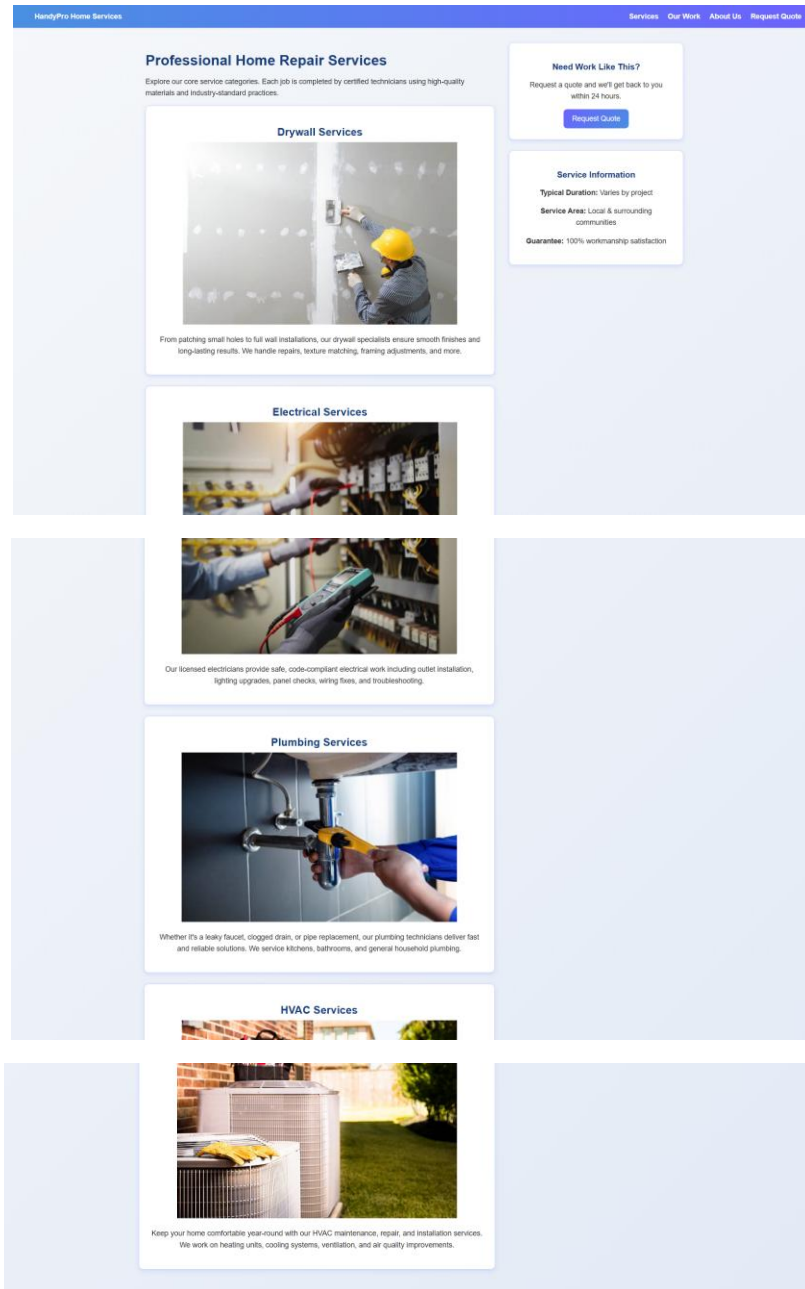 HandyPro Home Services
Services Our Work About Us Request Quote
Professional Home Repair Services
Explore our core service categories. Each job is completed by certified technicians using high-quality
materials and industry-standard practices.
Need Work Like This?
Request a quote and we'll get back to you
within 24 hours.
Request Quote
Service Information
Typical Duration: Varies by project
Service Area: Local & surrounding
communities
Guarantee: 100% workmanship satisfaction
Drywall Services
From patching small holes to full wall installations, our drywall specialists ensure smooth finishes and
long-lasting results. We handle repairs, texture matching, framing adjustments, and more.
Electrical Services
Our licensed electricians provide safe, code-compliant electrical work including outlet installation,
lighting upgrades, panel checks, wiring fixes, and troubleshooting.
Plumbing Services
Whether it's a leaky faucet, clogged drain, or pipe replacement, our plumbing technicians deliver fast
and reliable solutions. We service kitchens, bathrooms, and general household plumbing.
HVAC Services
Keep your home comfortable year-round with our HVAC maintenance, repair, and installation services.
We work on heating units, cooling systems, ventilation, and air quality improvements.